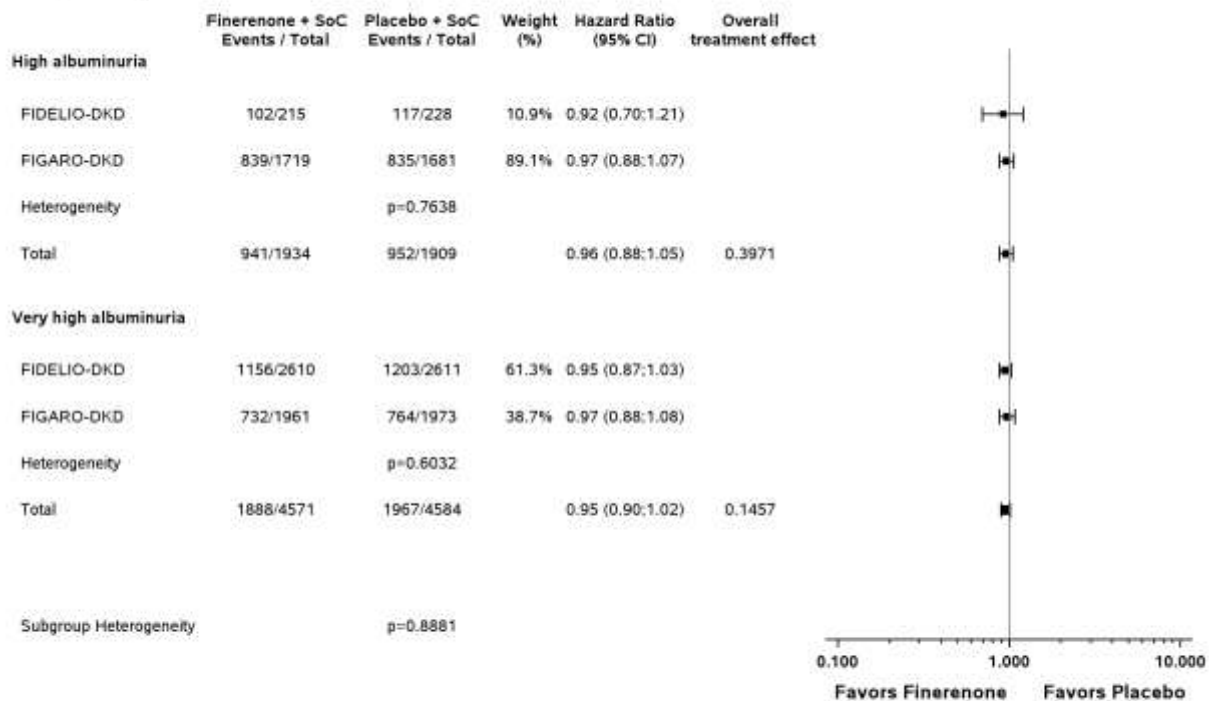 Finerenone + SoC Placebo + SoC Weight Hazard Ratio Overall
Events / Total Events / Total (%) (95% CI) treatment effect
High albuminuria
FIDELIO-DKD 102/215 117/228 10.9% 0.92 (0.70;1.21)
FIGARO-DKD 839/1719 835/1681 89.1% 0.97 (0.88;1.07)
Heterogeneity p=0.7638
Total 941/1934 952/1909 0.96 (0.88;1.05) 0.3971
Very high albuminuria
FIDELIO-DKD 1156/2610 1203/2611 61.3% 0.95 (0.87;1.03)
FIGARO-DKD 732/1961 764/1973 38.7% 0.97 (0.88;1.08)
Heterogeneity p=0.6032
Total 1888/4571 1967/4584 0.95 (0.90;1.02) 0.1457
Subgroup Heterogeneity p=0.8881
0.100 1.000 10.000
Favors Finerenone Favors Placebo